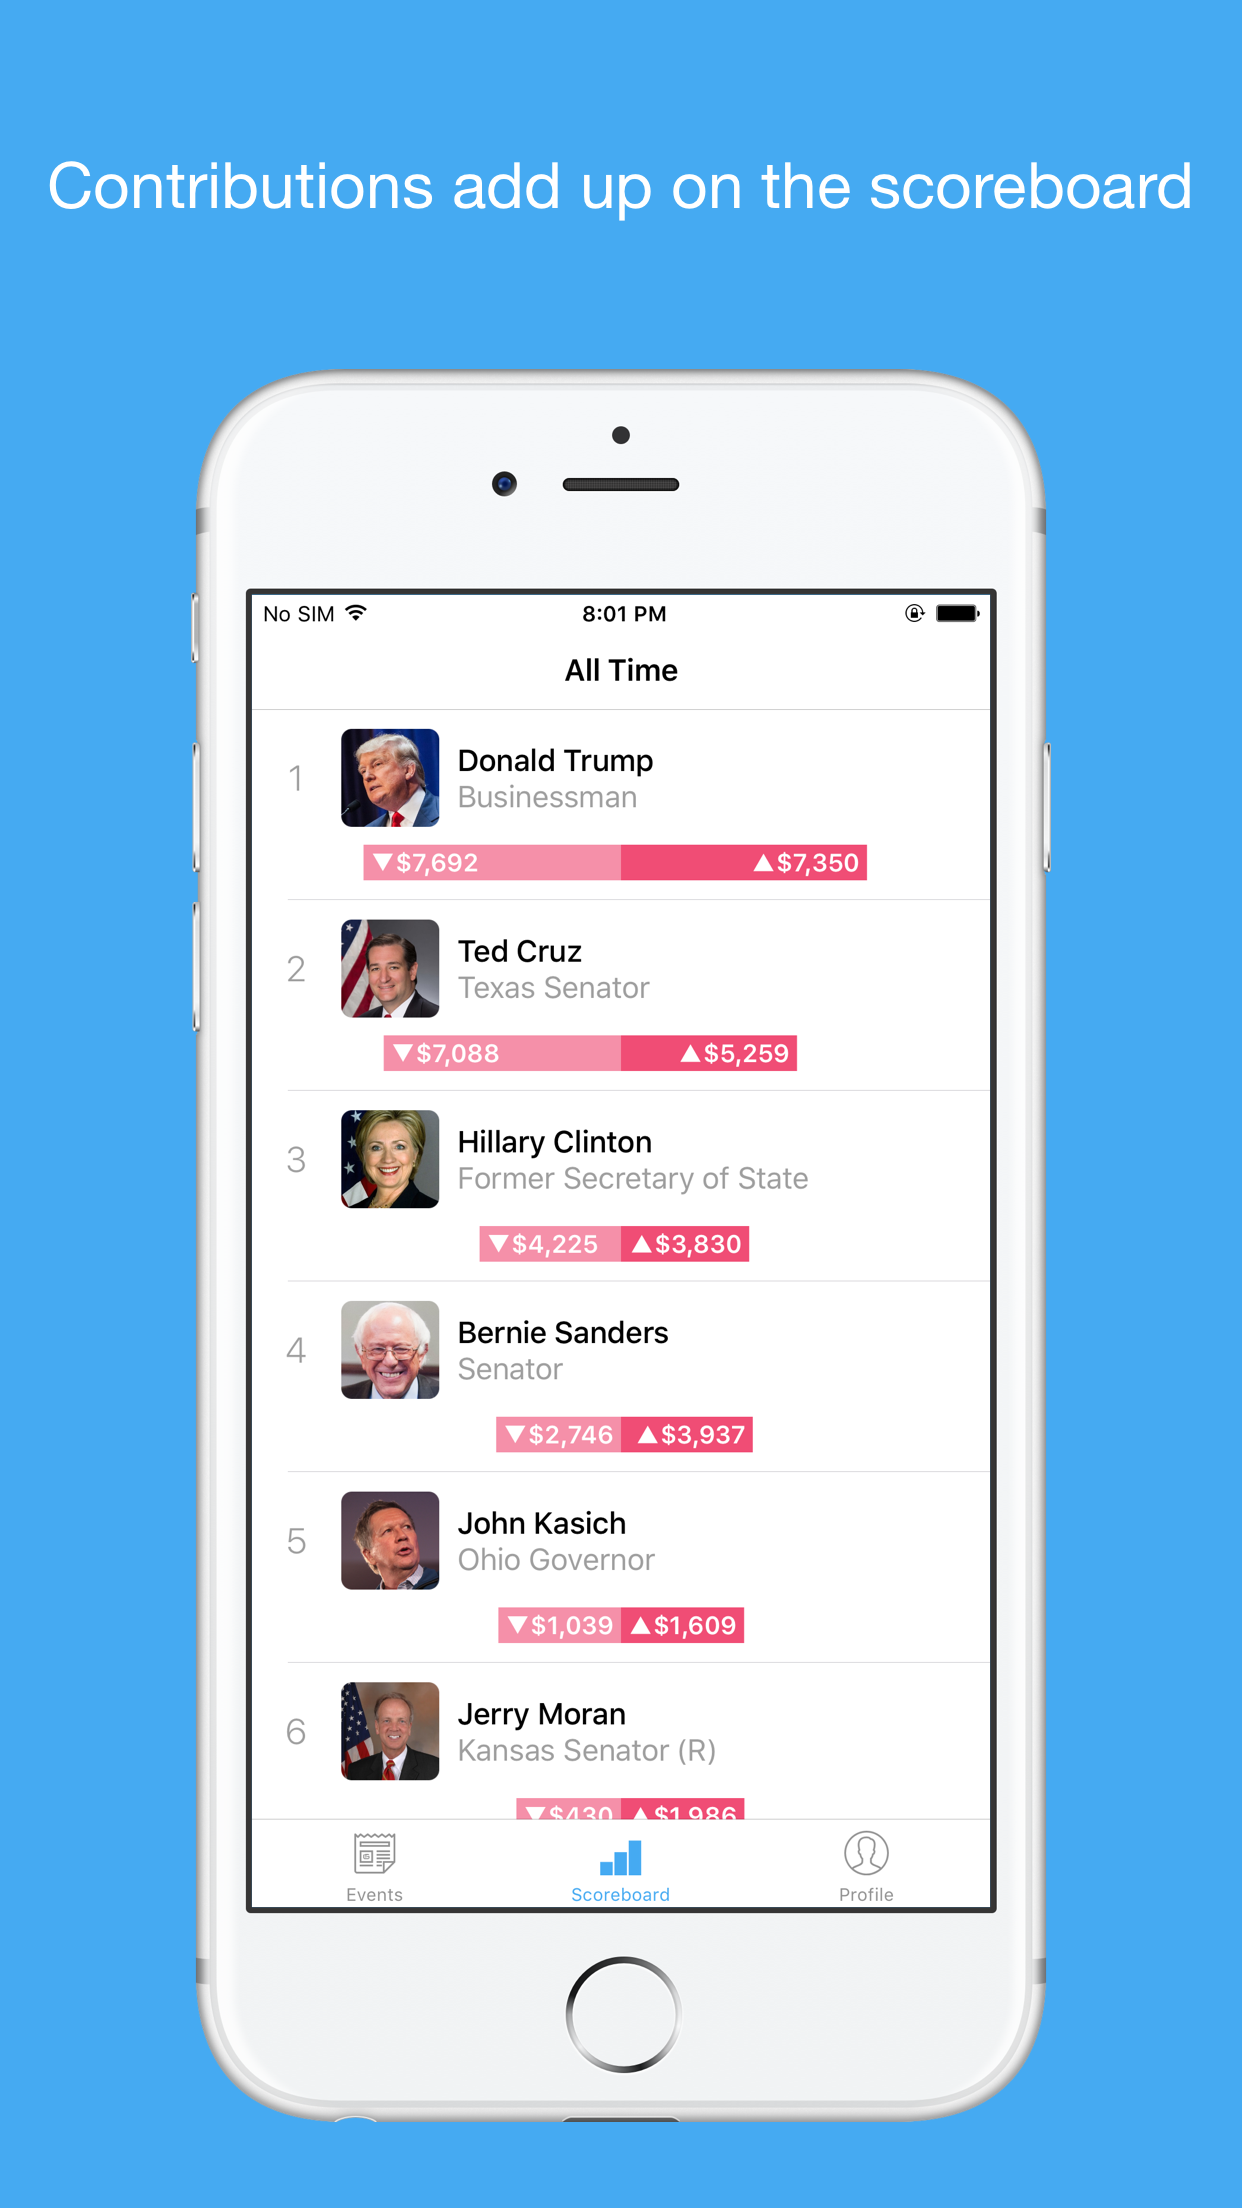 Contributions add up on the scoreboard
No SIM 8:01 PM
All Time
1
Donald Trump
Businessman
▼$7,692 ▲$7,350
2
Ted Cruz
Texas Senator
▼$7,088 ▲$5,259
3
Hillary Clinton
Former Secretary of State
▼$4,225 ▲$3,830
4
Bernie Sanders
Senator
▼$2,746 ▲$3,937
5
John Kasich
Ohio Governor
▼$1,039 ▲$1,609
6
Jerry Moran
Kansas Senator (R)
▼$430 ▲$1,986
Events Scoreboard Profile